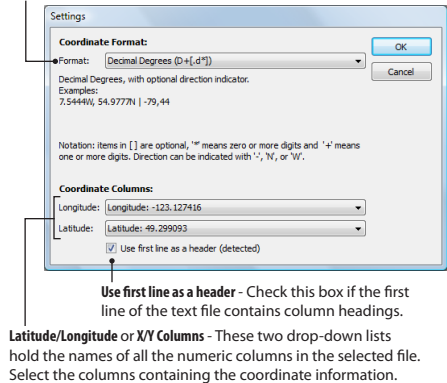 Settings
Coordinate Format:
Format: Decimal Degrees (D+[.d*])
OK
Cancel
Decimal Degrees, with optional direction indicator.
Examples:
7.5444W, 54.9777N | -79,44
Notation: items in [ ] are optional, '*' means zero or more digits and '+' means
one or more digits. Direction can be indicated with '-', 'N', or 'W'.
Coordinate Columns:
Longitude: Longitude: -123.127416
Latitude: Latitude: 49.299093
Use first line as a header (detected)
Use first line as a header - Check this box if the first
line of the text file contains column headings.
Latitude/Longitude or X/Y Columns - These two drop-down lists
hold the names of all the numeric columns in the selected file.
Select the columns containing the coordinate information.